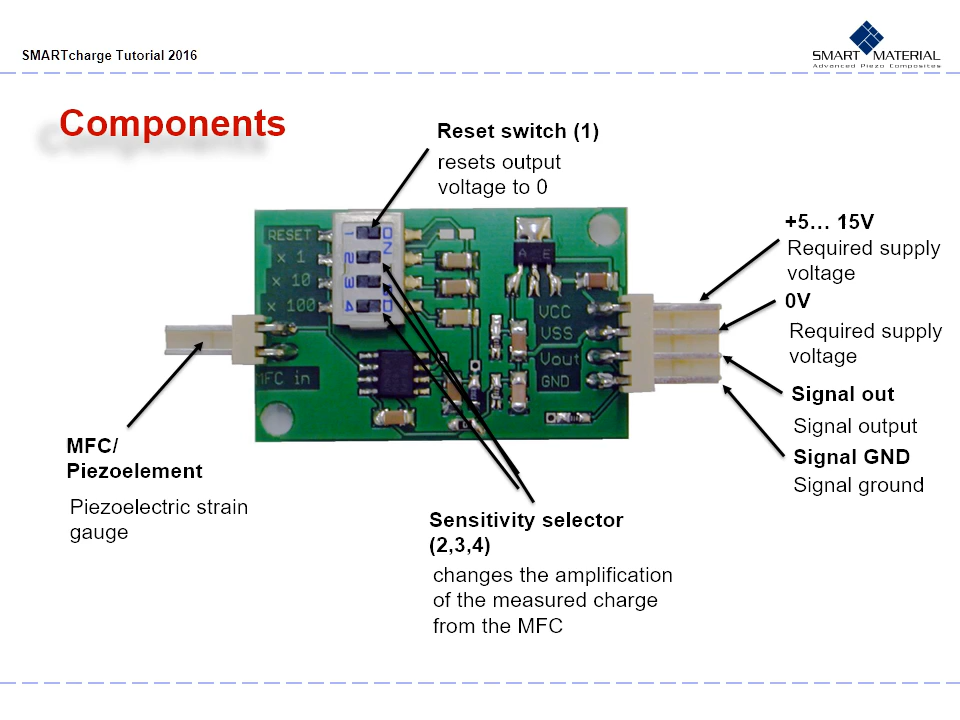 SMARTcharge Tutorial 2016
SMART MATERIAL
Advanced Piezo Composites
Components
Reset switch (1)
resets output
voltage to 0
+5... 15V
Required supply
voltage
0V
Required supply
voltage
Signal out
Signal output
Signal GND
Signal ground
RESET
x 1
x 10
x 100
1
2
3
4
ON
MFC in
A E
VCC
VSS
Vout
GND
MFC/
Piezoelement
Piezoelectric strain
gauge
Sensitivity selector
(2,3,4)
changes the amplification
of the measured charge
from the MFC